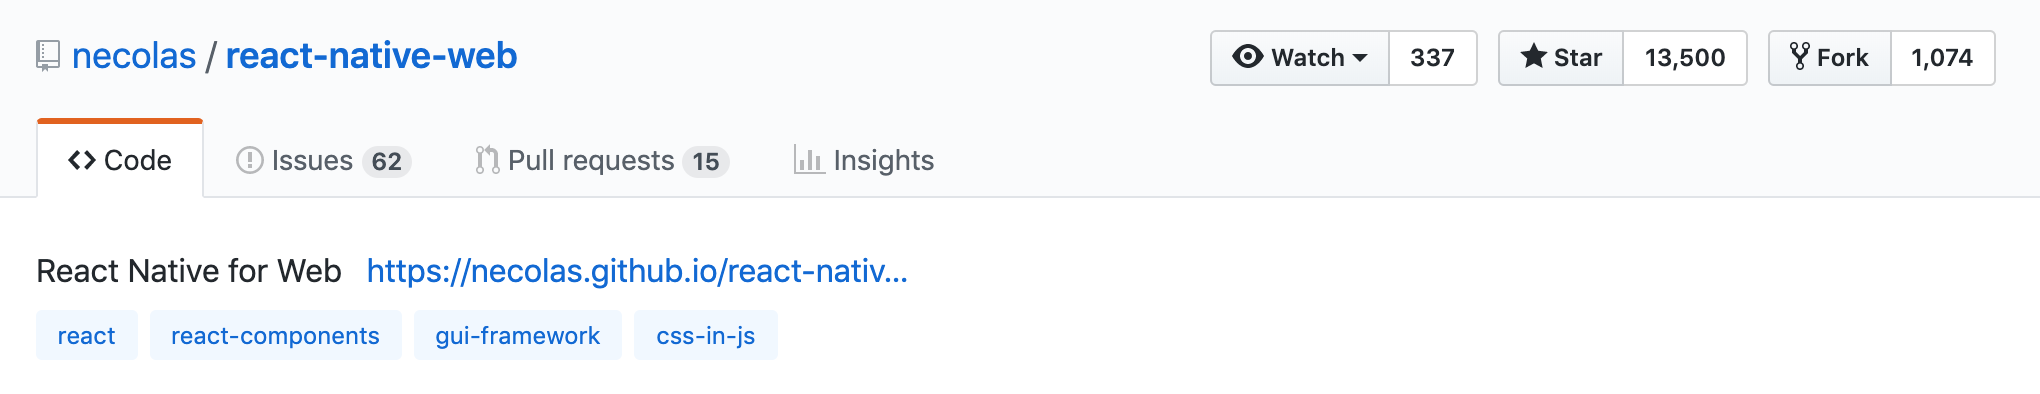 necolas / react-native-web Watch 337 Star 13,500 Fork 1,074
Code Issues 62 Pull requests 15 Insights
React Native for Web https://necolas.github.io/react-nativ...
react react-components gui-framework css-in-js